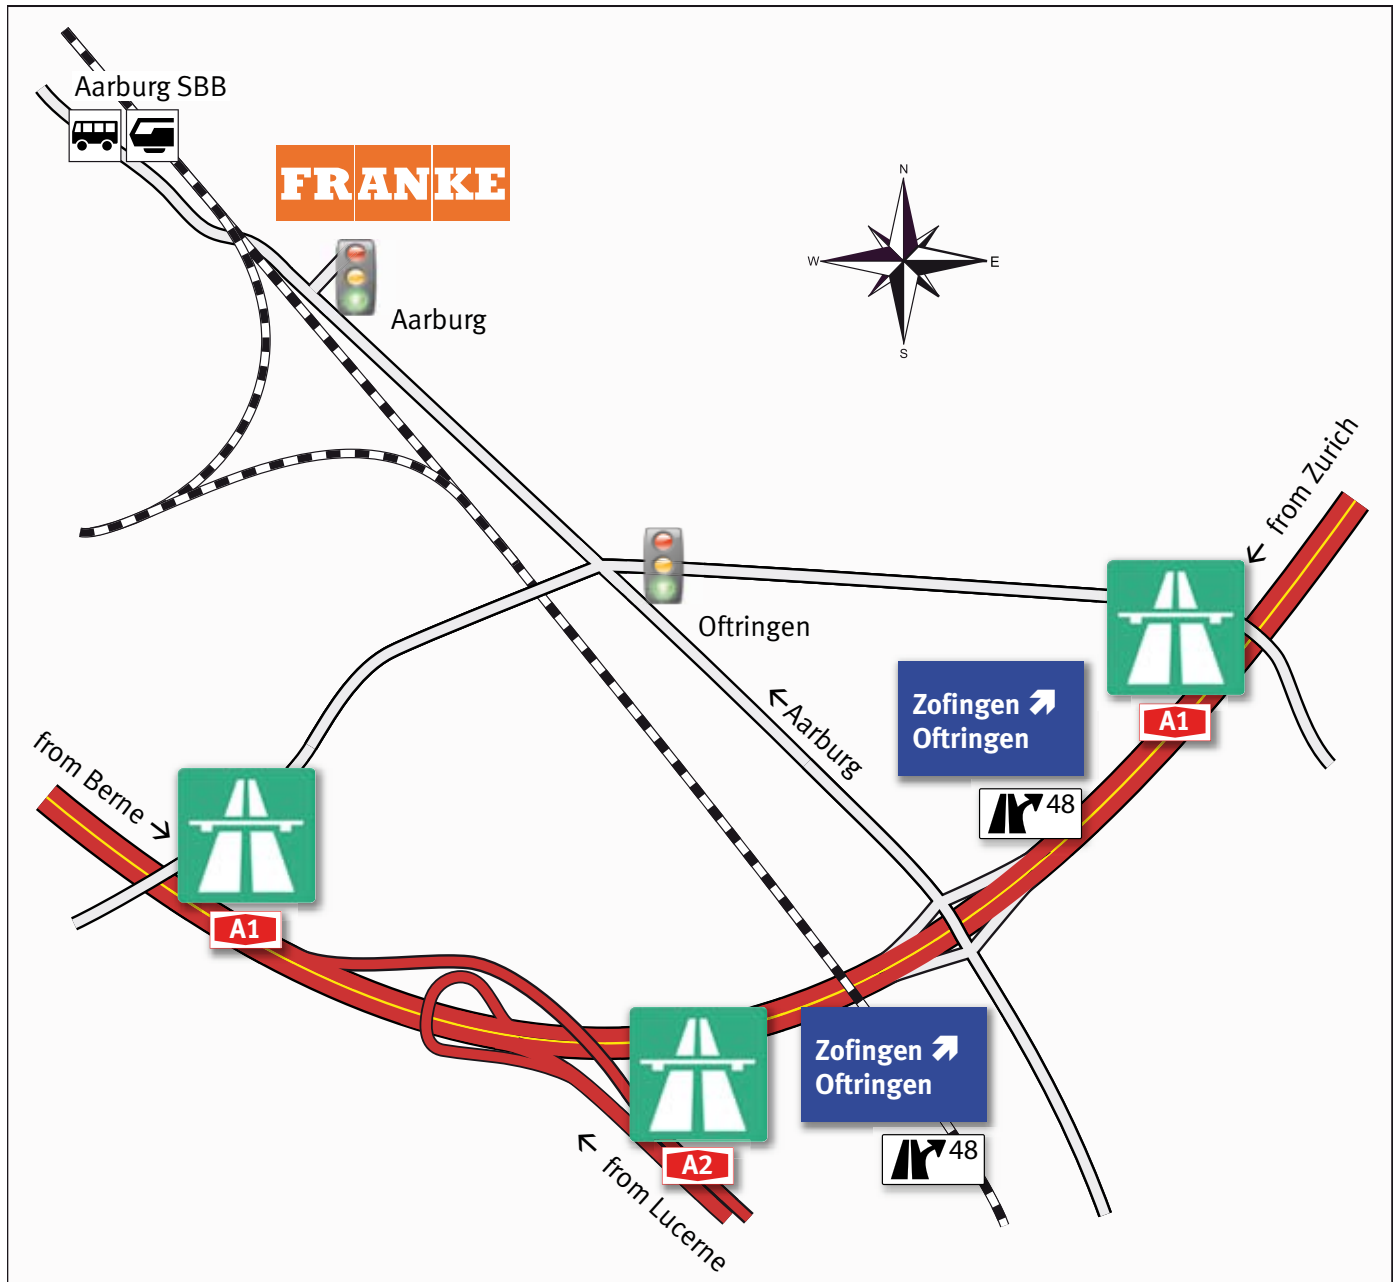 Aarburg SBB
FRANKE
N
W
E
S
Aarburg
← from Zurich
Oftringen
Zofingen
Oftringen
A1
←Aarburg
48
from Berne →
A1
Zofingen
Oftringen
48
A2
← from Lucerne